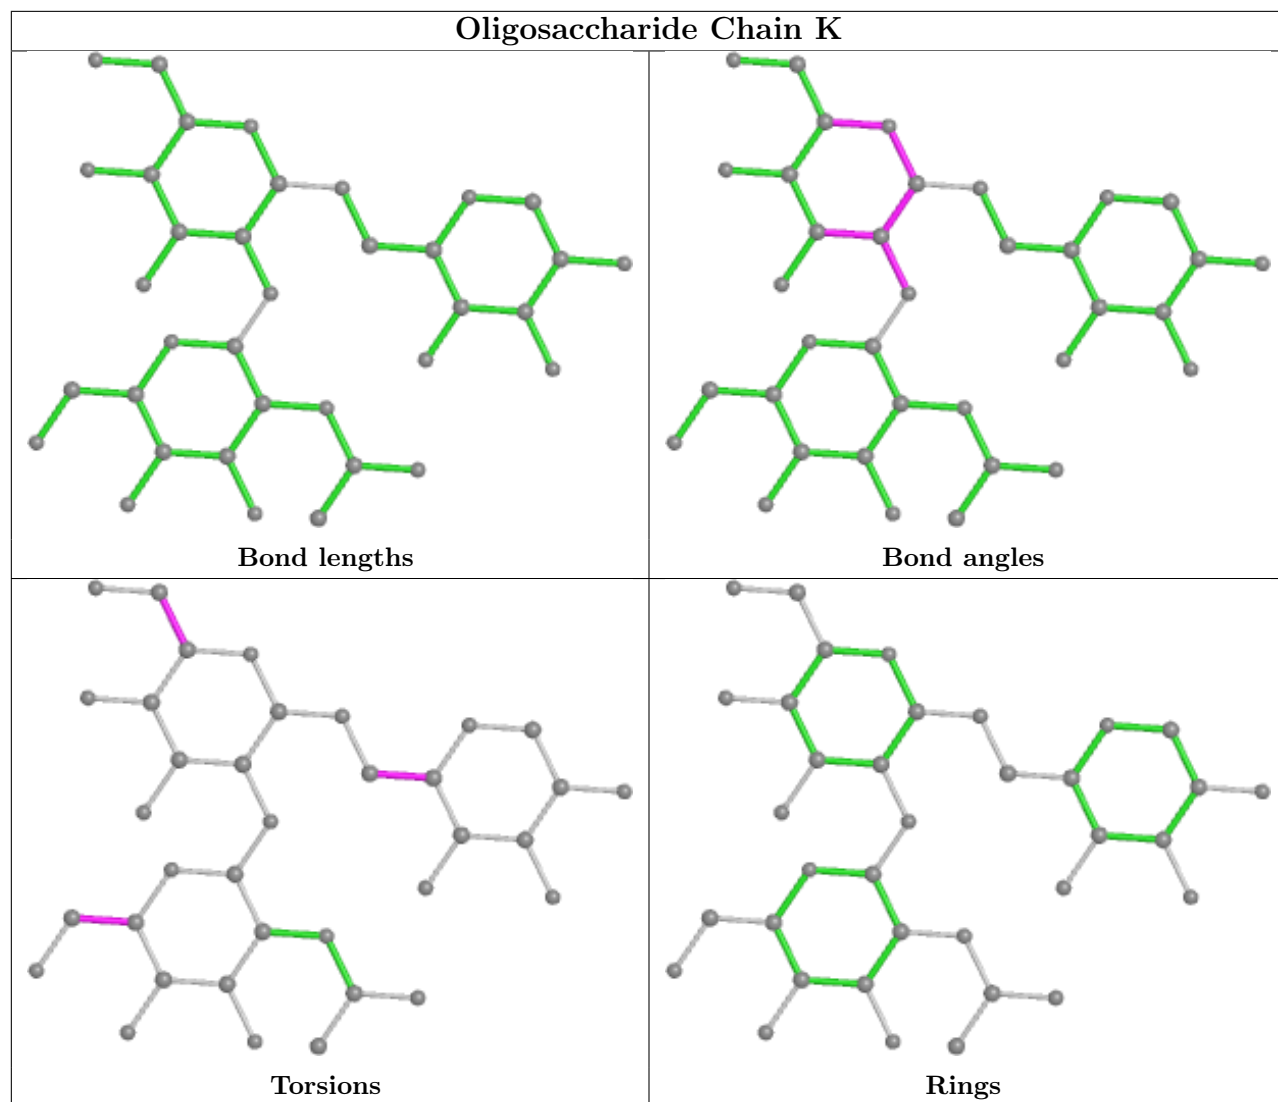 Oligosaccharide Chain K
Bond lengths
Bond angles
Torsions
Rings